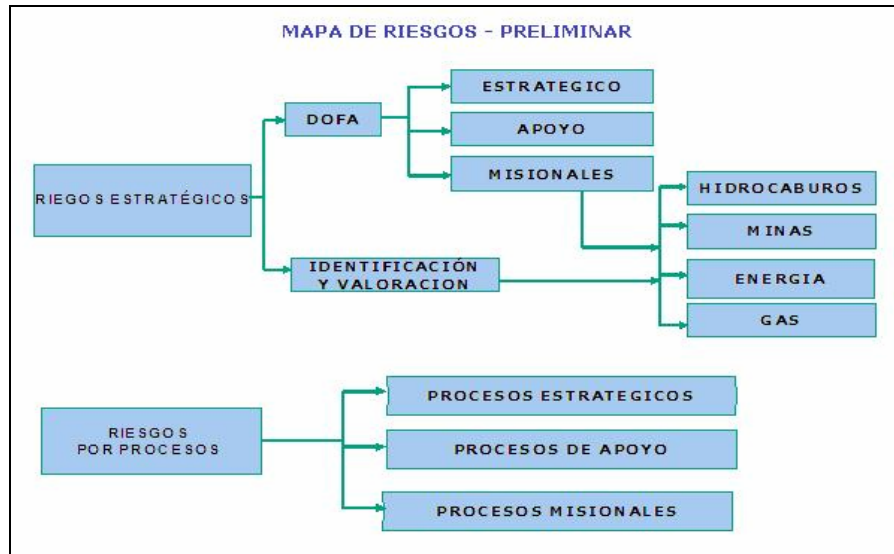 MAPA DE RIESGOS - PRELIMINAR
ESTRATEGICO
DOFA
APOYO
MISIONALES
RIEGOS ESTRATÉGICOS
HIDROCABUROS
MINAS
IDENTIFICACIÓN
Y VALORACION
ENERGIA
GAS
PROCESOS ESTRATEGICOS
RIESGOS
POR PROCESOS
PROCESOS DE APOYO
PROCESOS MISIONALES